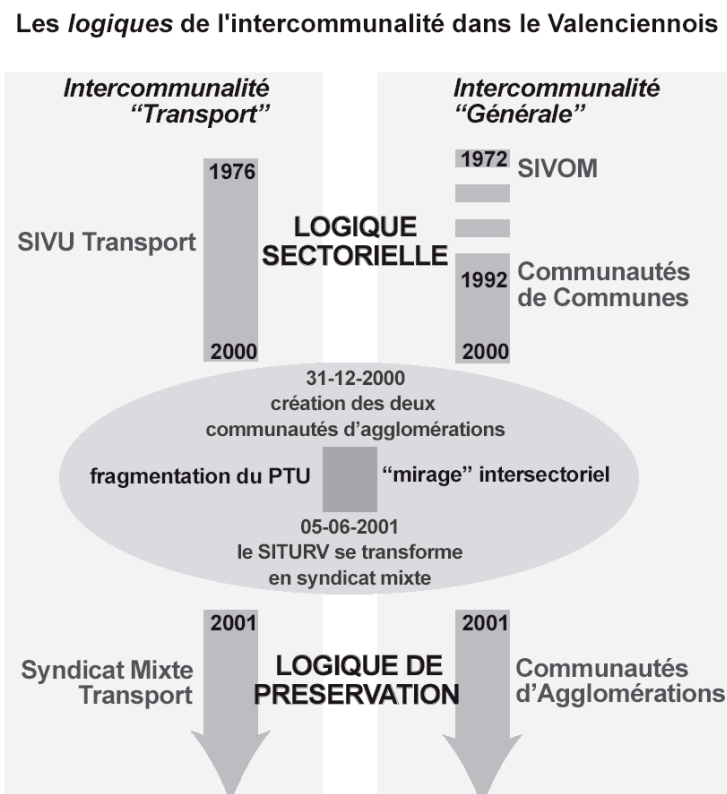 Les logiques de l'intercommunalité dans le Valenciennois
Intercommunalité
“Transport”
Intercommunalité
“Générale”
1976
1972
SIVOM
SIVU Transport
LOGIQUE
SECTORIELLE
1992
Communautés
de Communes
2000
2000
31-12-2000
création des deux
communautés d’agglomérations
fragmentation du PTU
“mirage” intersectoriel
05-06-2001
le SITURV se transforme
en syndicat mixte
2001
2001
Syndicat Mixte
Transport
LOGIQUE DE
PRESERVATION
Communautés
d’Agglomérations